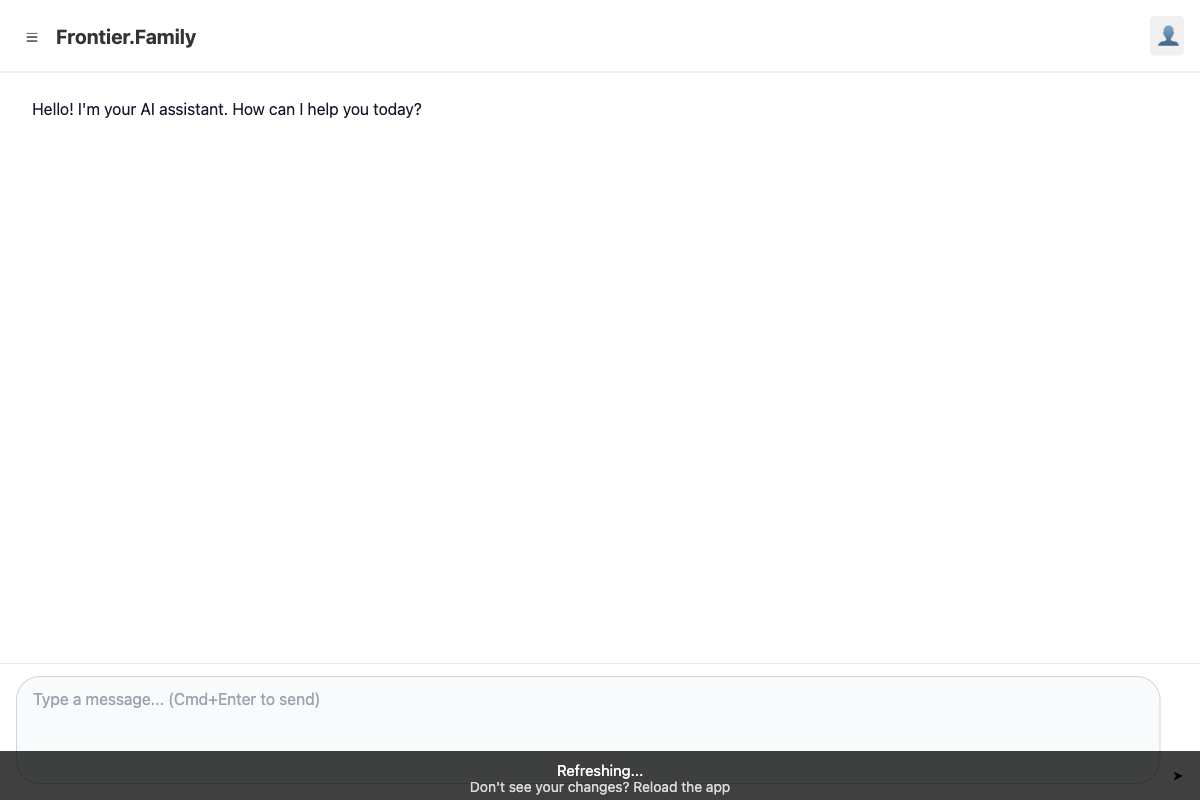 Frontier.Family
Hello! I'm your AI assistant. How can I help you today?
Type a message... (Cmd+Enter to send)
Refreshing...
Don't see your changes? Reload the app